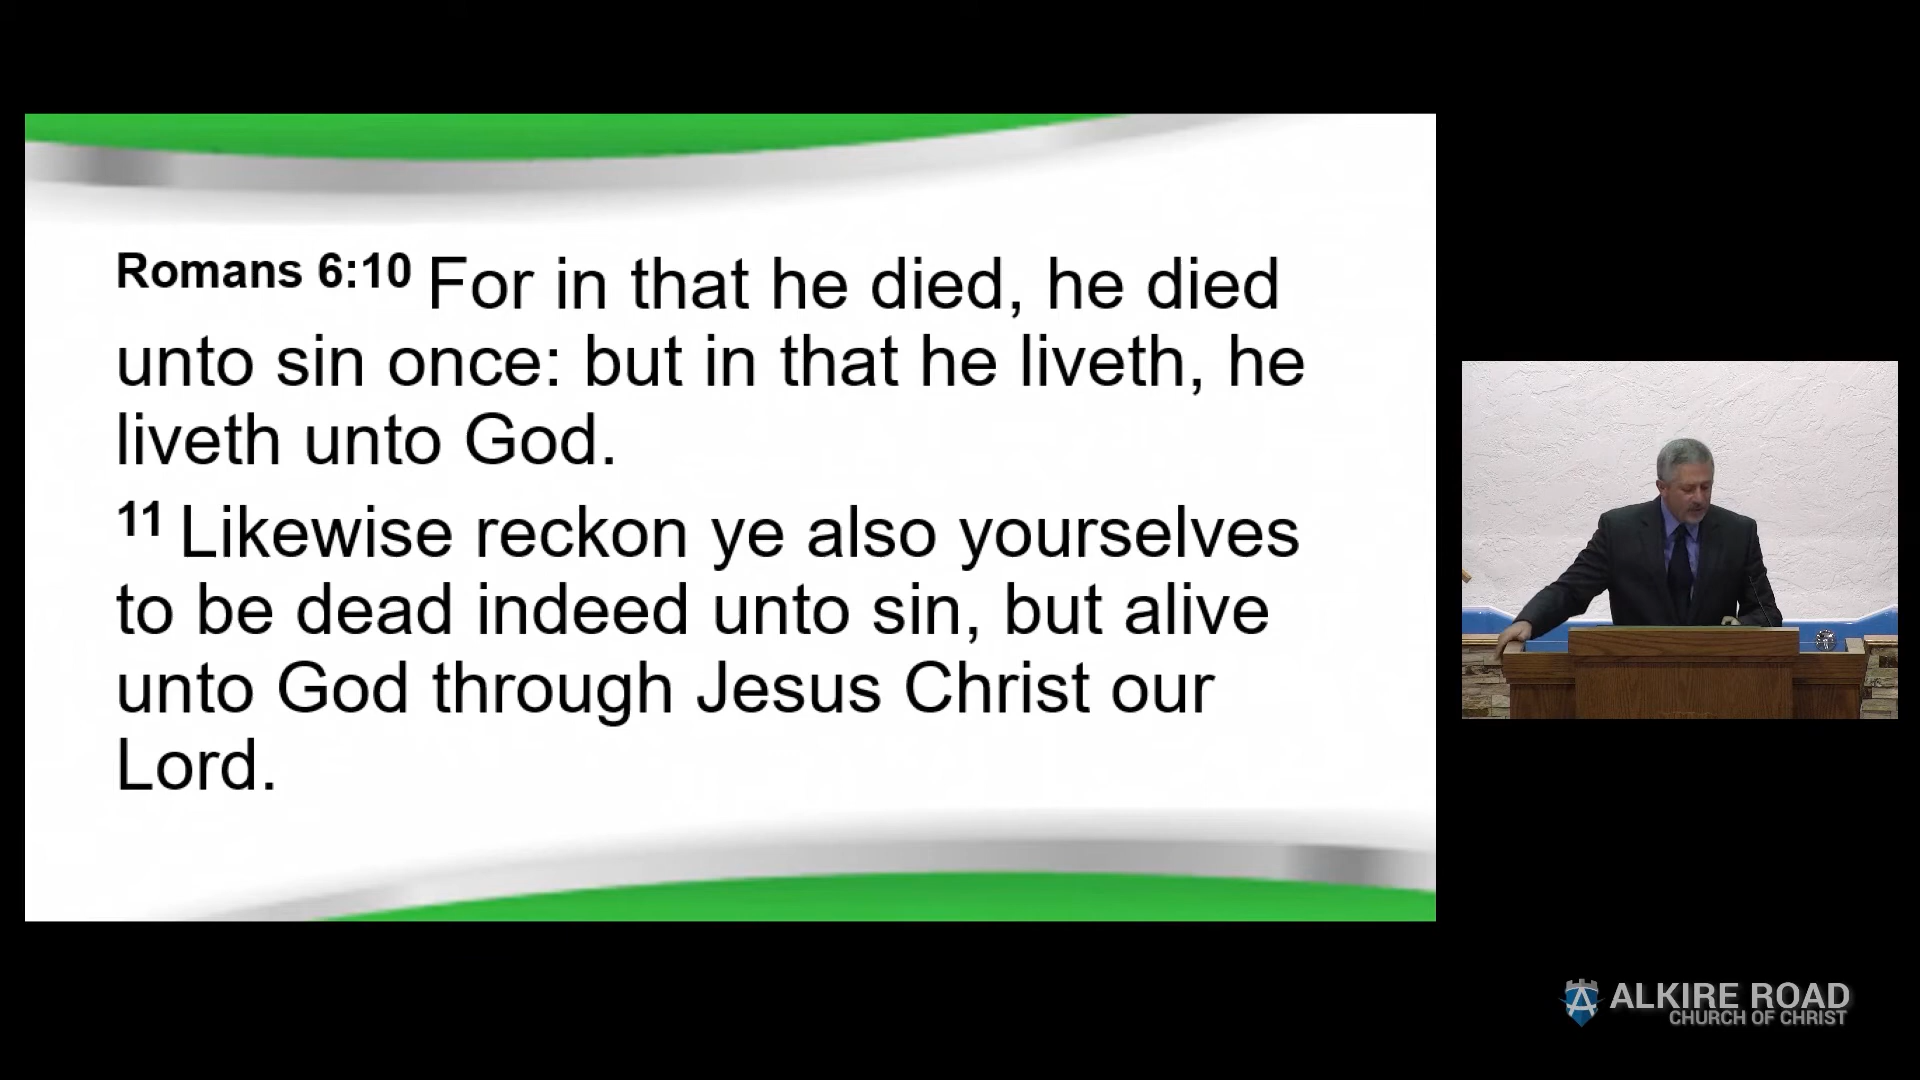 Romans 6:10 For in that he died, he died
unto sin once: but in that he liveth, he
liveth unto God.
11 Likewise reckon ye also yourselves
to be dead indeed unto sin, but alive
unto God through Jesus Christ our
Lord.
ALKIRE ROAD
CHURCH OF CHRIST